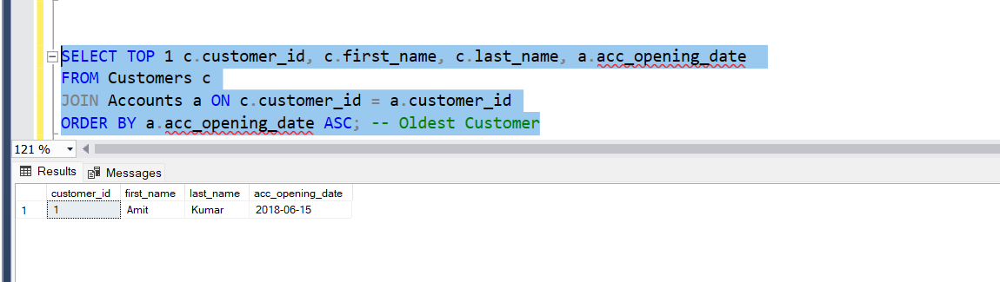 SELECT TOP 1 c.customer_id, c.first_name, c.last_name, a.acc_opening_date
FROM Customers c
JOIN Accounts a ON c.customer_id = a.customer_id
ORDER BY a.acc_opening_date ASC; -- Oldest Customer
121 %
Results Messages
customer_id first_name last_name acc_opening_date
1 1 Amit Kumar 2018-06-15